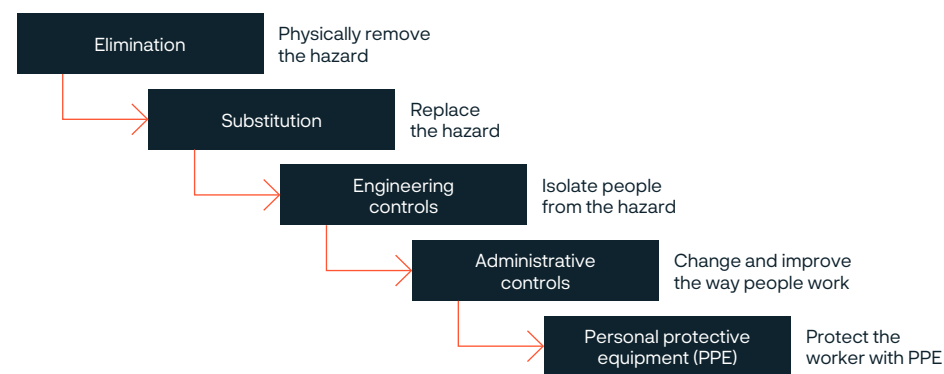 Elimination
Physically remove
the hazard
Substitution
Replace
the hazard
Engineering
controls
Isolate people
from the hazard
Administrative
controls
Change and improve
the way people work
Personal protective
equipment (PPE)
Protect the
worker with PPE